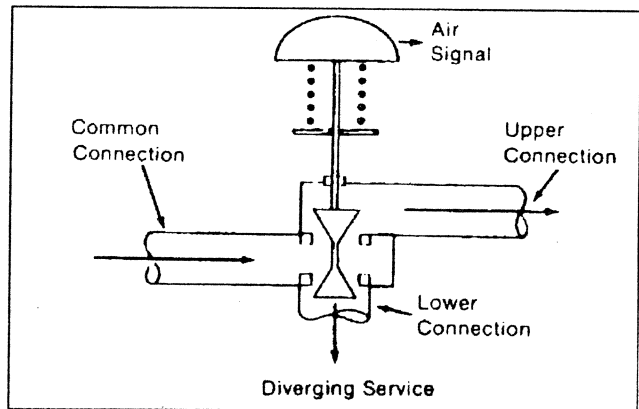 Air
Signal
Common
Connection
Upper
Connection
Lower
Connection
Diverging Service